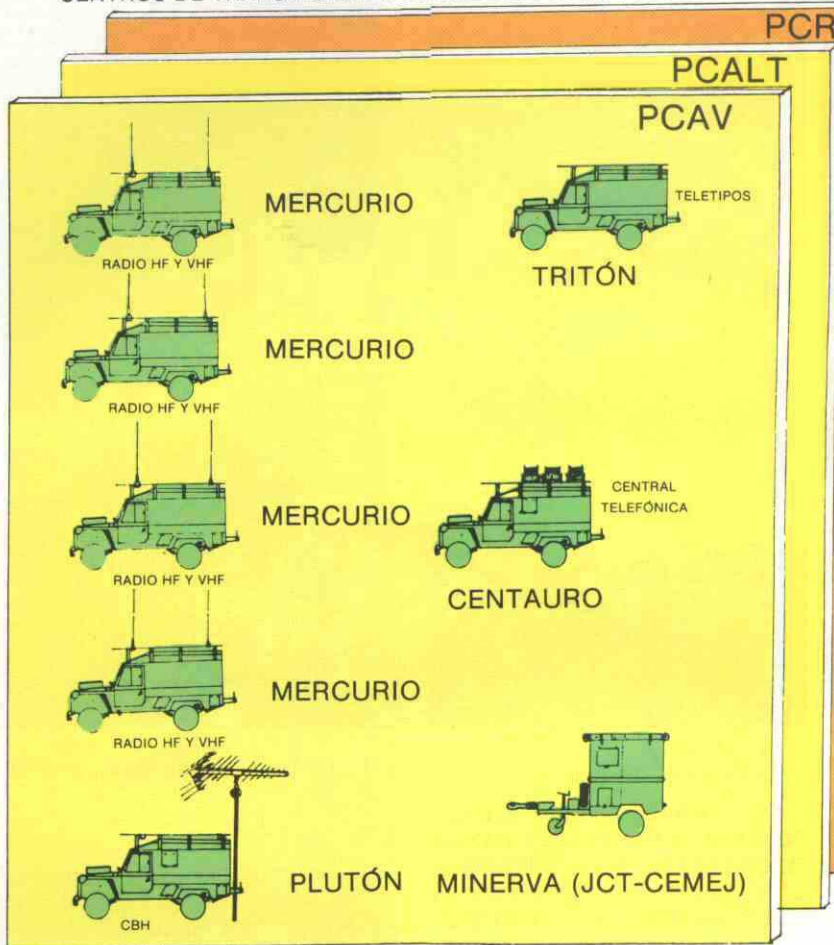 PCR
PCALT
PCAV
MERCURIO
RADIO HF Y VHF
TELETIPOS
TRITÓN
MERCURIO
RADIO HF Y VHF
MERCURIO
RADIO HF Y VHF
CENTRAL
TELEFÓNICA
CENTAURO
MERCURIO
RADIO HF Y VHF
PLUTÓN
CBH
MINERVA (JCT-CEMEJ)